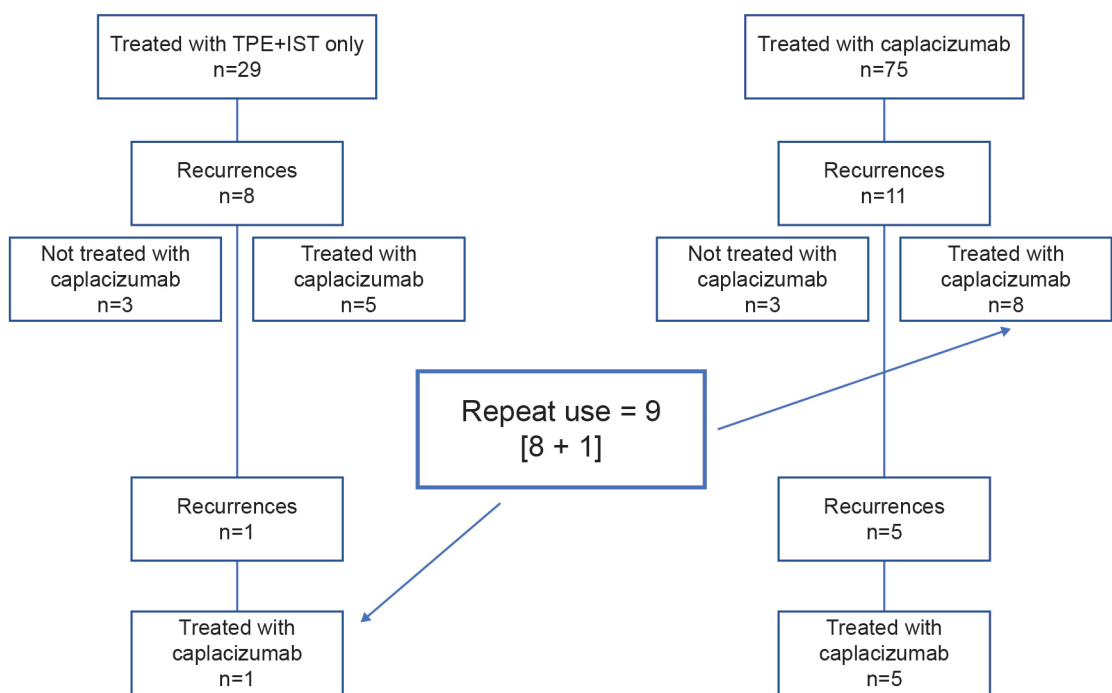 Treated with TPE+IST only
n=29
Treated with caplacizumab
n=75
Recurrences
n=8
Recurrences
n=11
Not treated with
caplacizumab
n=3
Treated with
caplacizumab
n=5
Not treated with
caplacizumab
n=3
Treated with
caplacizumab
n=8
Repeat use = 9
[8 + 1]
Recurrences
n=1
Recurrences
n=5
Treated with
caplacizumab
n=1
Treated with
caplacizumab
n=5